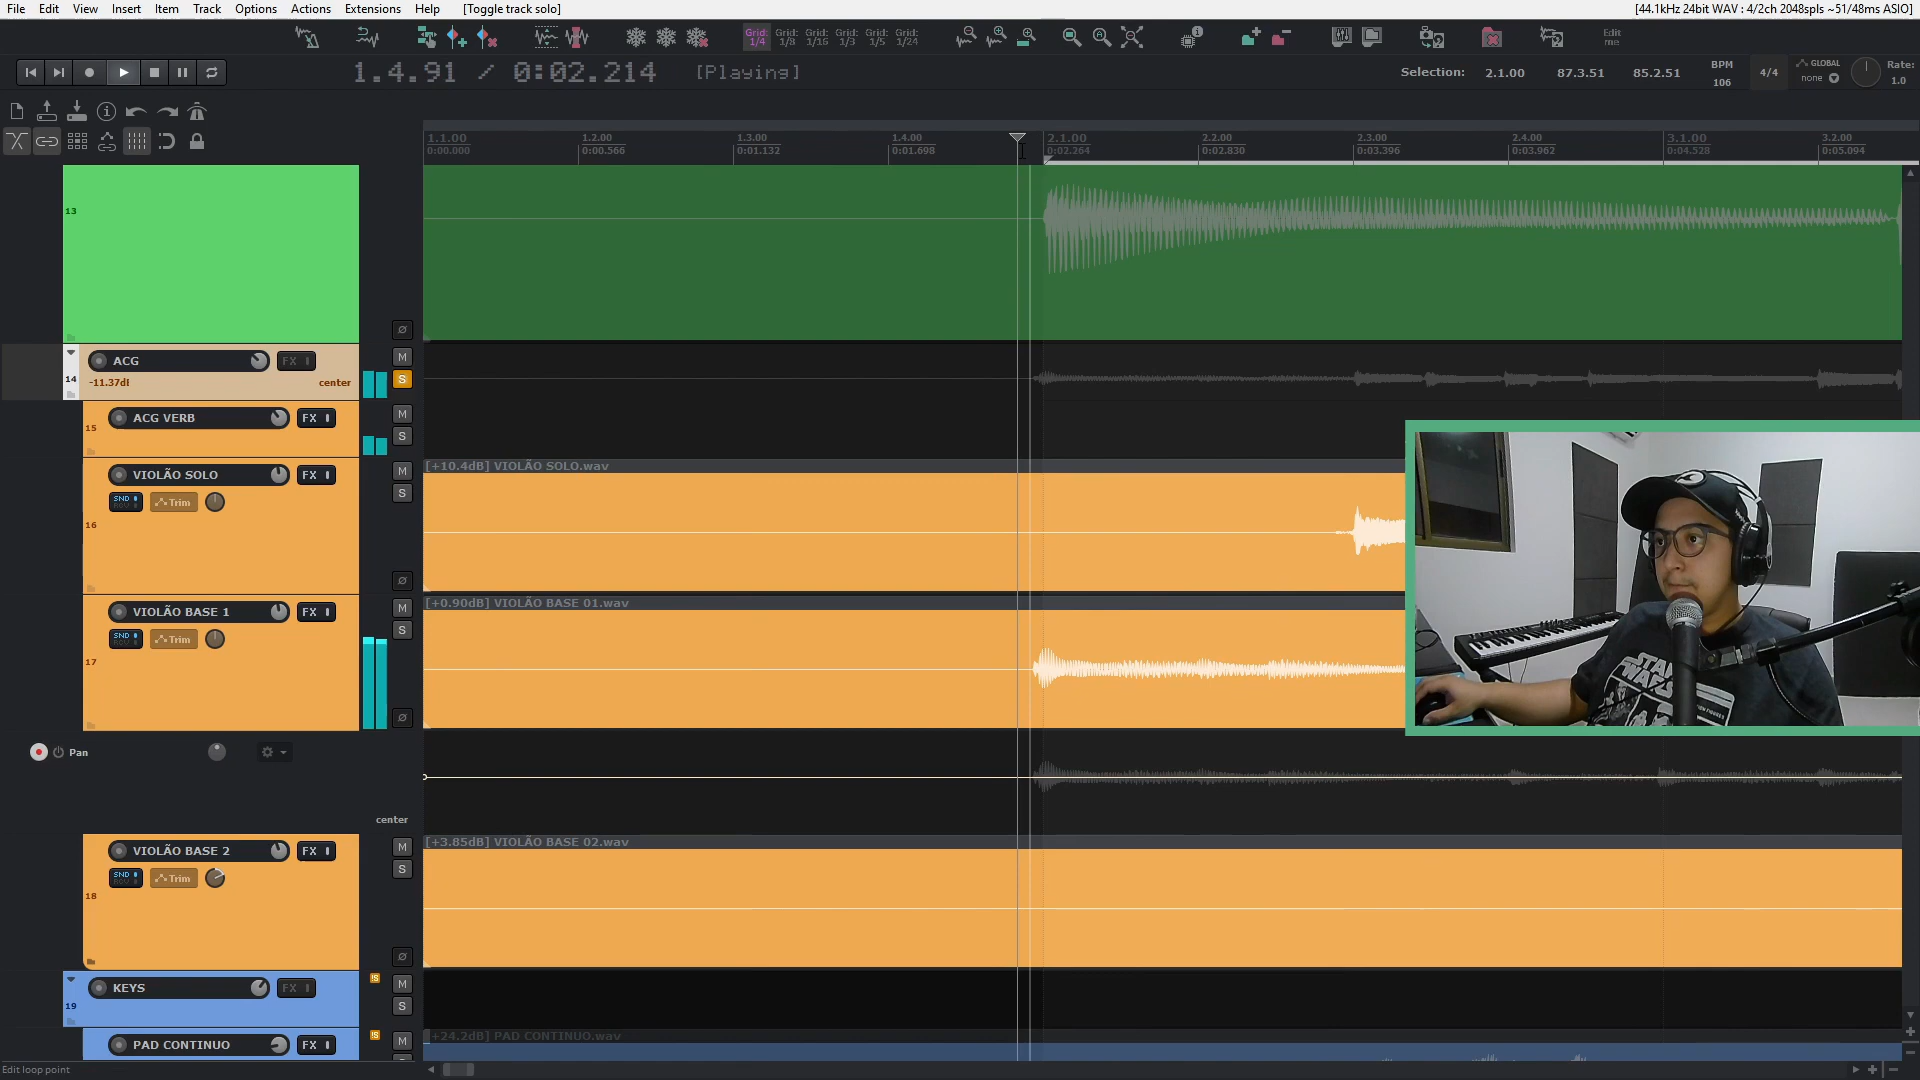 File Edit View Insert Item Track Options Actions Extensions Help [Toggle track solo]
[44.1kHz 24bit WAV : 4/2ch 2048spls ~51/48ms ASIO]
Grid: 1/4
Grid: 1/8
Grid: 1/16
Grid: 1/3
Grid: 1/5
Grid: 1/24
Edit me
1.4.91 / 0:02.214 [Playing]
Selection: 2.1.00 87.3.51 85.2.51
BPM 106
4/4
GLOBAL none
Rate: 1.0
1.1.00 1.2.00 1.3.00 1.4.00 2.1.00 2.2.00 2.3.00 2.4.00 3.1.00 3.2.00
0:00.000 0:00.566 0:01.132 0:01.698 0:02.264 0:02.830 0:03.396 0:03.962 0:04.528 0:05.094
13
ACG FX M
14 -11.37dB center S
ACG VERB FX M
15 S
[+10.4dB] VIOLÃO SOLO.wav
VIOLÃO SOLO FX M
SND Trim S
16
[+0.90dB] VIOLÃO BASE 01.wav
VIOLÃO BASE 1 FX M
SND Trim S
17
Pan
center
STAR WARS
[+3.85dB] VIOLÃO BASE 02.wav
VIOLÃO BASE 2 FX M
SND Trim S
18
KEYS FX M
19 S
[+24.2dB] PAD CONTINUO.wav
PAD CONTINUO FX M
Edit loop point